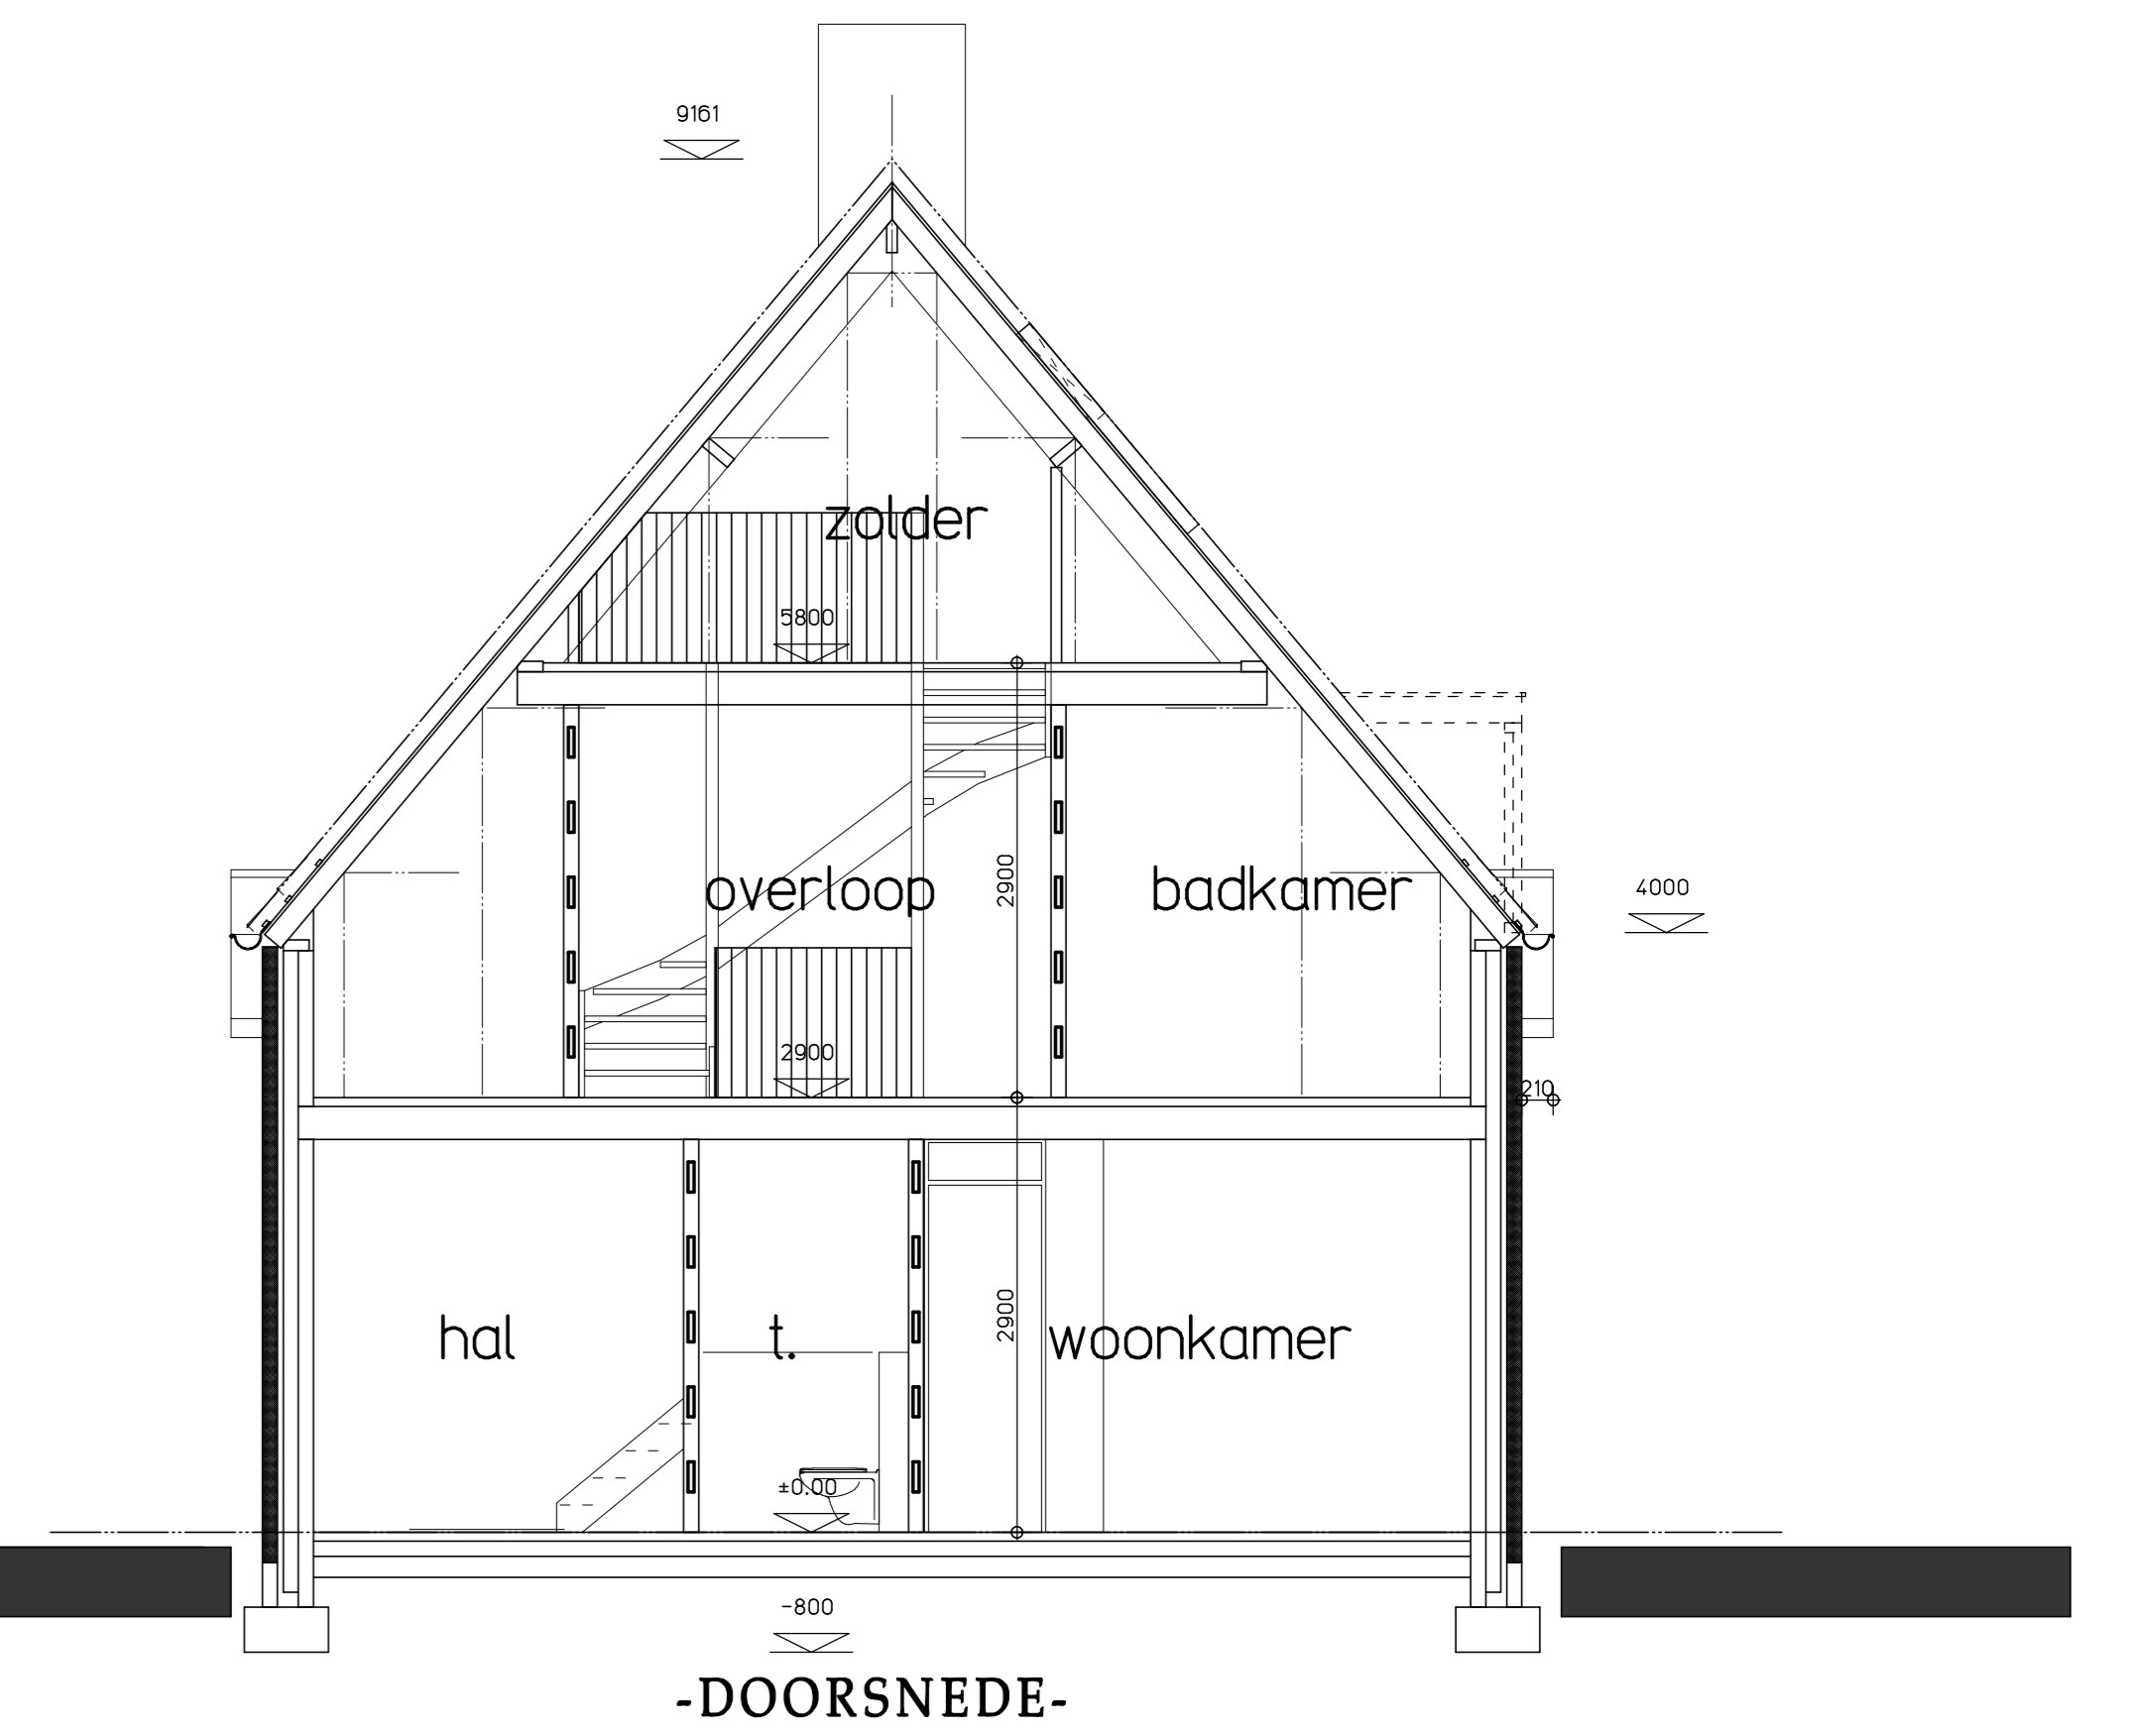 9161
zolder
5800
overloop
2900
badkamer
4000
2900
210
hal
t.
2900
woonkamer
±0.00
-800
-DOORSNEDE-